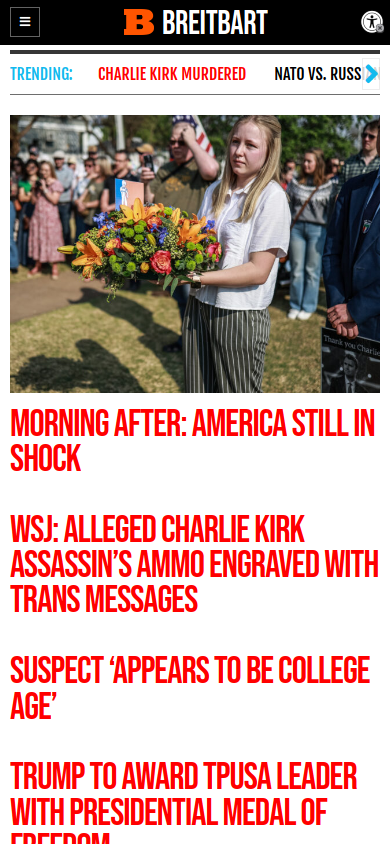 BREITBART
TRENDING: CHARLIE KIRK MURDERED NATO VS. RUSS
Thank you Charlie
MORNING AFTER: AMERICA STILL IN
SHOCK
WSJ: ALLEGED CHARLIE KIRK
ASSASSIN’S AMMO ENGRAVED WITH
TRANS MESSAGES
SUSPECT ‘APPEARS TO BE COLLEGE
AGE’
TRUMP TO AWARD TPUSA LEADER
WITH PRESIDENTIAL MEDAL OF
FREEDOM